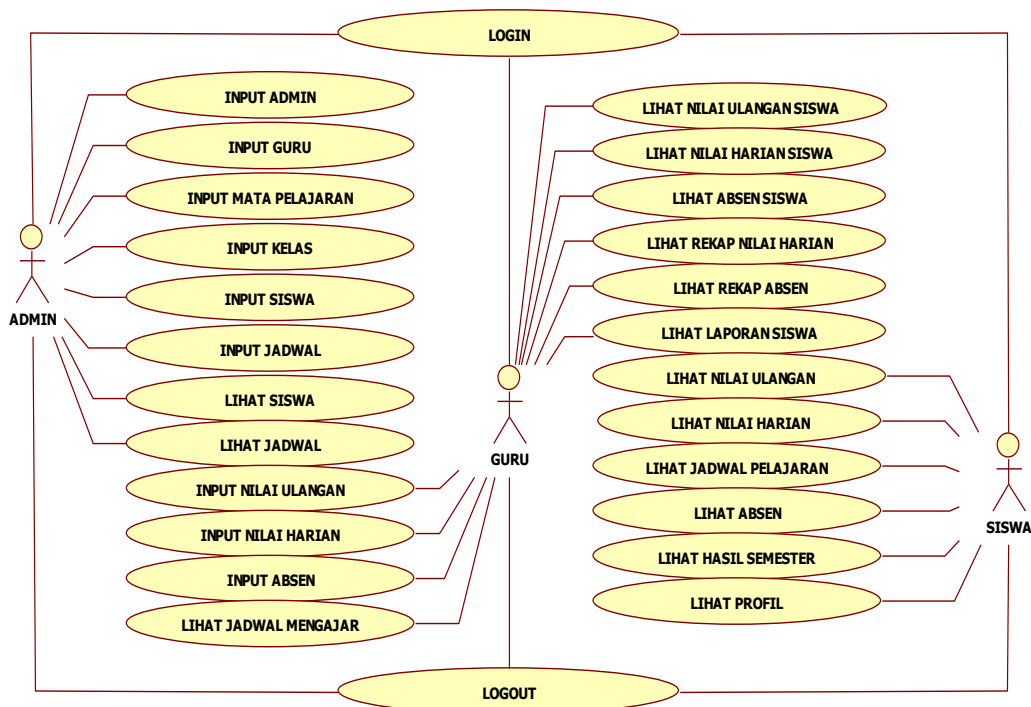 LOGIN
INPUT ADMIN
INPUT GURU
INPUT MATA PELAJARAN
INPUT KELAS
INPUT SISWA
INPUT JADWAL
LIHAT SISWA
LIHAT JADWAL
INPUT NILAI ULANGAN
INPUT NILAI HARIAN
INPUT ABSEN
LIHAT JADWAL MENGAJAR
ADMIN
GURU
LIHAT NILAI ULANGAN SISWA
LIHAT NILAI HARIAN SISWA
LIHAT ABSEN SISWA
LIHAT REKAP NILAI HARIAN
LIHAT REKAP ABSEN
LIHAT LAPORAN SISWA
LIHAT NILAI ULANGAN
LIHAT NILAI HARIAN
LIHAT JADWAL PELAJARAN
LIHAT ABSEN
LIHAT HASIL SEMESTER
LIHAT PROFIL
SISWA
LOGOUT